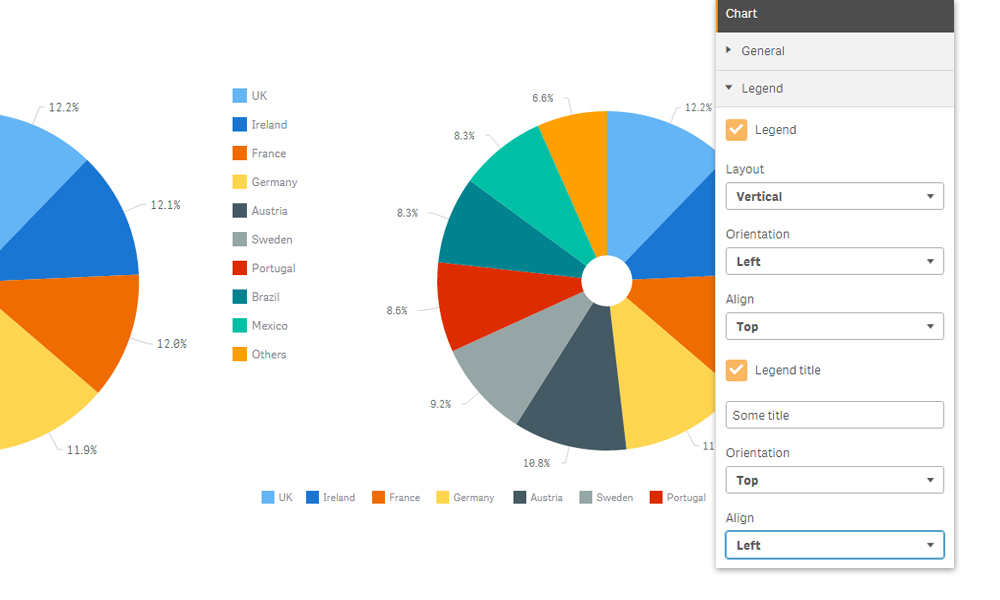 12.2%
12.1%
12.0%
11.9%
UK
Ireland
France
Germany
Austria
Sweden
Portugal
Brazil
Mexico
Others
6.6%
12.2%
8.3%
8.3%
8.6%
9.2%
10.8%
11
UK Ireland France Germany Austria Sweden Portugal
Chart
General
Legend
Legend
Layout
Vertical
Orientation
Left
Align
Top
Legend title
Some title
Orientation
Top
Align
Left